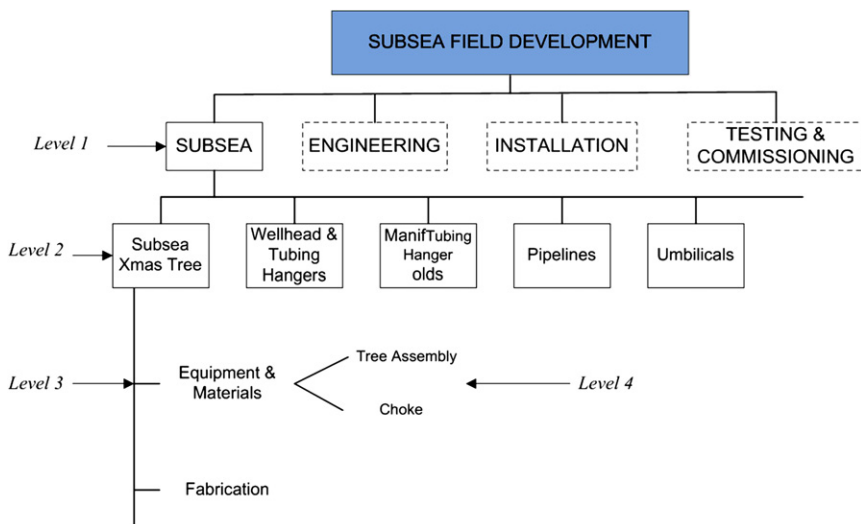 SUBSEA FIELD DEVELOPMENT
Level 1
SUBSEA
ENGINEERING
INSTALLATION
TESTING &
COMMISSIONING
Level 2
Subsea
Xmas Tree
Wellhead &
Tubing
Hangers
ManifTubing
Hanger
olds
Pipelines
Umbilicals
Level 3
Equipment &
Materials
Tree Assembly
Choke
Level 4
Fabrication